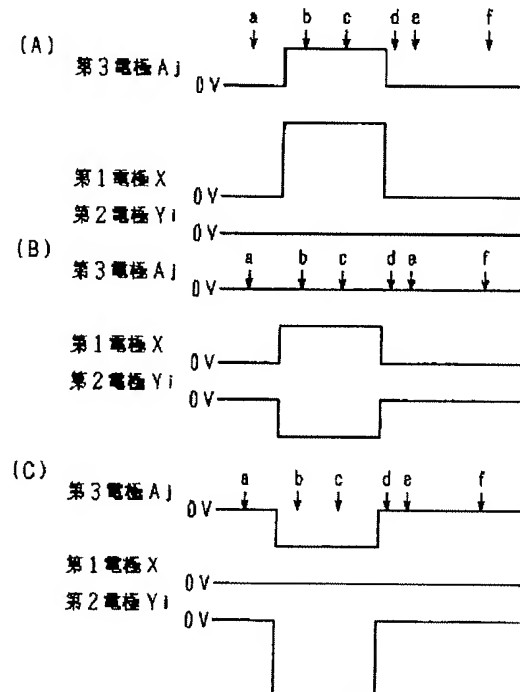 a b c d e f
(A)
第3電極Aj
0V
第1電極X
0V
第2電極Yi
0V
(B)
a b c d e f
第3電極Aj
0V
第1電極X
0V
第2電極Yi
0V
(C)
a b c d e f
第3電極Aj
0V
第1電極X
0V
第2電極Yi
0V